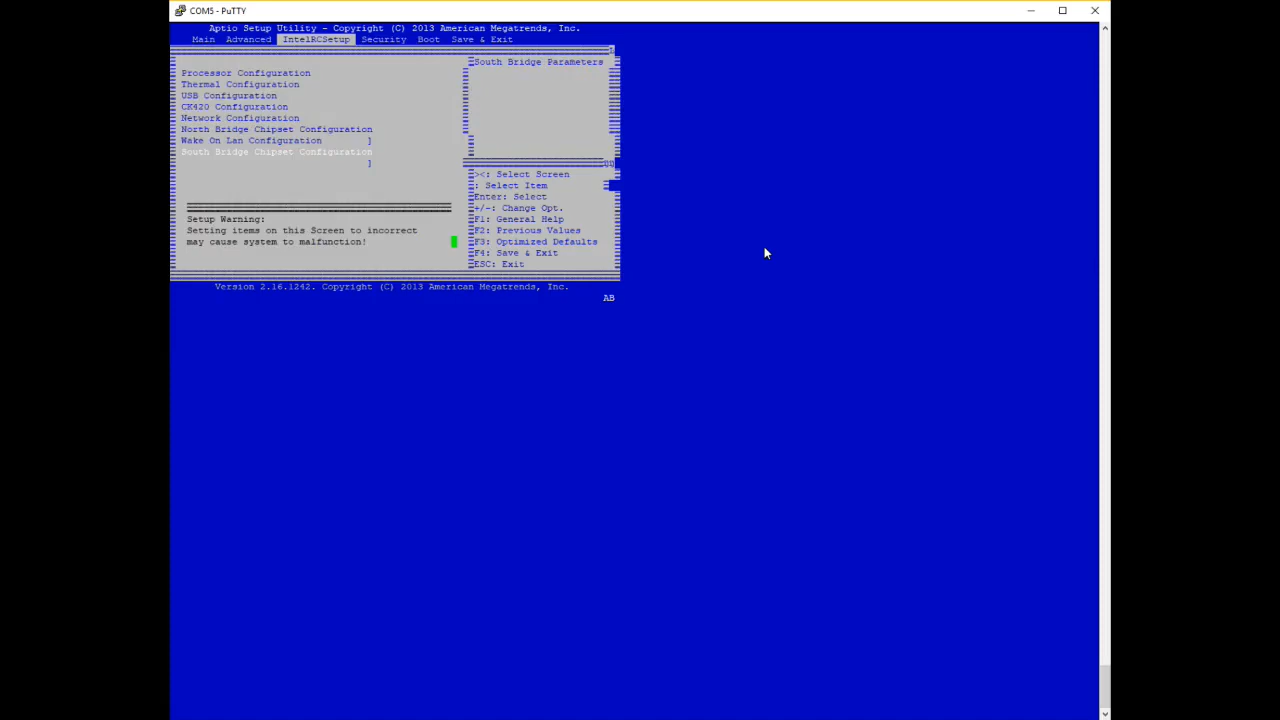 COM5 - PuTTY
Aptio Setup Utility - Copyright (C) 2013 American Megatrends, Inc.
Main Advanced IntelRCSetup Security Boot Save & Exit
South Bridge Parameters
Processor Configuration
Thermal Configuration
USB Configuration
CK420 Configuration
Network Configuration
North Bridge Chipset Configuration
Wake On Lan Configuration ]
South Bridge Chipset Configuration
]
><: Select Screen
: Select Item
Enter: Select
+/-: Change Opt.
F1: General Help
F2: Previous Values
F3: Optimized Defaults
F4: Save & Exit
ESC: Exit
Setup Warning:
Setting items on this Screen to incorrect
may cause system to malfunction!
Version 2.16.1242. Copyright (C) 2013 American Megatrends, Inc.
AB